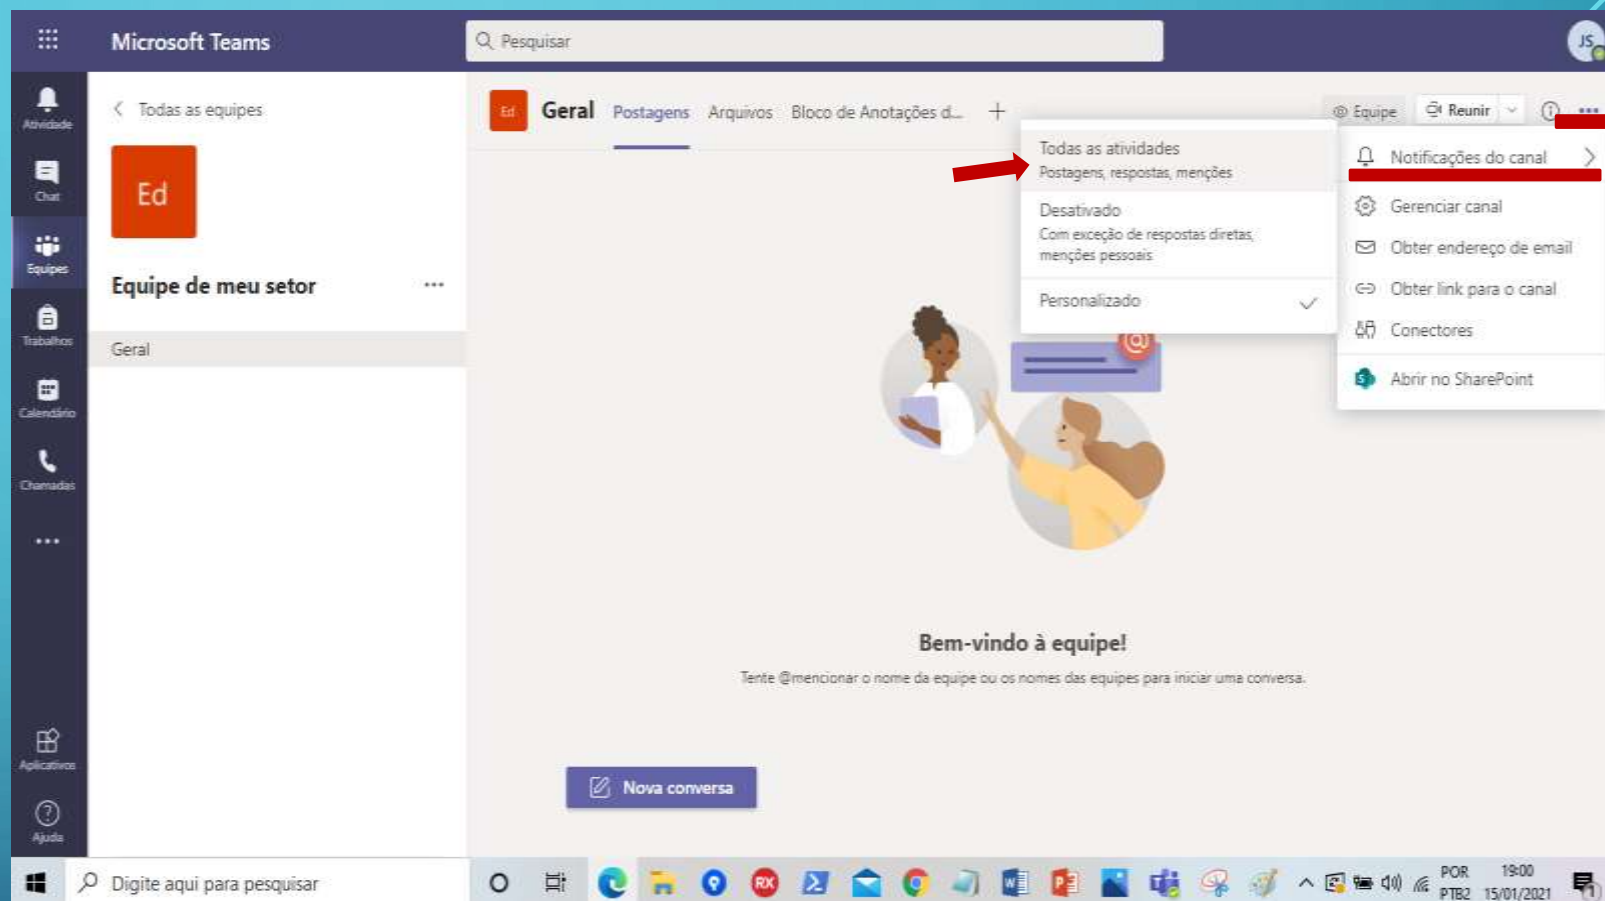 Microsoft Teams
Pesquisar
JS
Atividade
Chat
Equipes
Trabalhos
Calendário
Chamadas
Aplicativos
Ajuda
Todas as equipes
Ed
Equipe de meu setor
Geral
Ed
Geral Postagens Arquivos Bloco de Anotações d...
Equipe
Reunir
Todas as atividades
Postagens, respostas, menções
Desativado
Com exceção de respostas diretas,
menções pessoais
Personalizado
Notificações do canal
Gerenciar canal
Obter endereço de email
Obter link para o canal
Conectores
Abrir no SharePoint
Bem-vindo à equipe!
Tente @mencionar o nome da equipe ou os nomes das equipes para iniciar uma conversa.
Nova conversa
Digite aqui para pesquisar
RX
POR 19:00
PTB2 15/01/2021
1